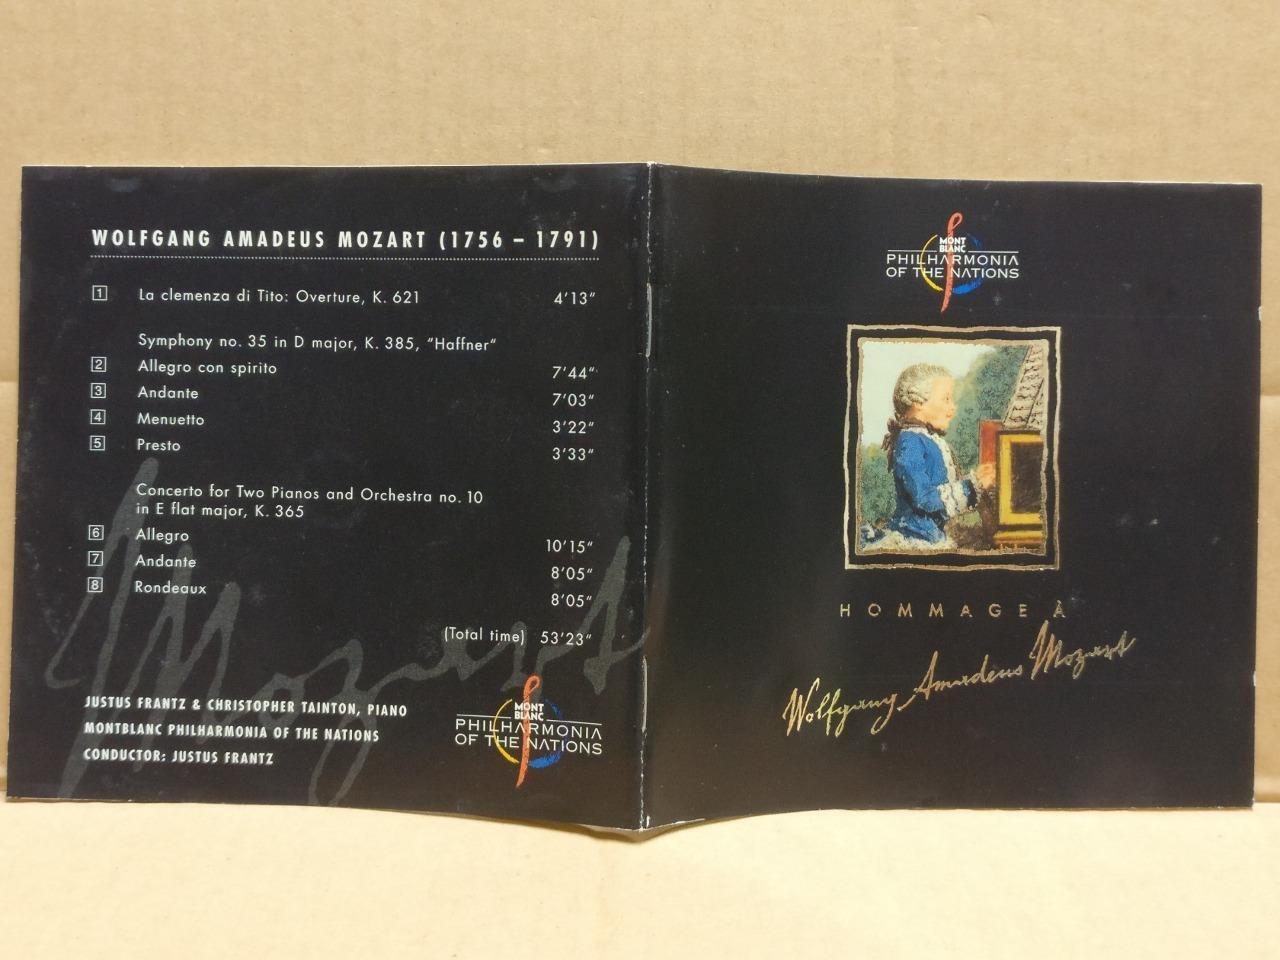 WOLFGANG AMADEUS MOZART (1756 – 1791)
1 La clemenza di Tito: Overture, K. 621 4'13"
Symphony no. 35 in D major, K. 385, "Haffner"
2 Allegro con spirito 7'44"
3 Andante 7'03"
4 Menuetto 3'22"
5 Presto 3'33"
Concerto for Two Pianos and Orchestra no. 10
in E flat major, K. 365
6 Allegro 10'15"
7 Andante 8'05"
8 Rondeaux 8'05"
(Total time) 53'23"
Mozart
JUSTUS FRANTZ & CHRISTOPHER TAINTON, PIANO
MONTBLANC PHILHARMONIA OF THE NATIONS
CONDUCTOR: JUSTUS FRANTZ
MONT
BLANC
PHILHARMONIA
OF THE NATIONS
MONT
BLANC
PHILHARMONIA
OF THE NATIONS
HOMMAGE À
Wolfgang Amadeus Mozart